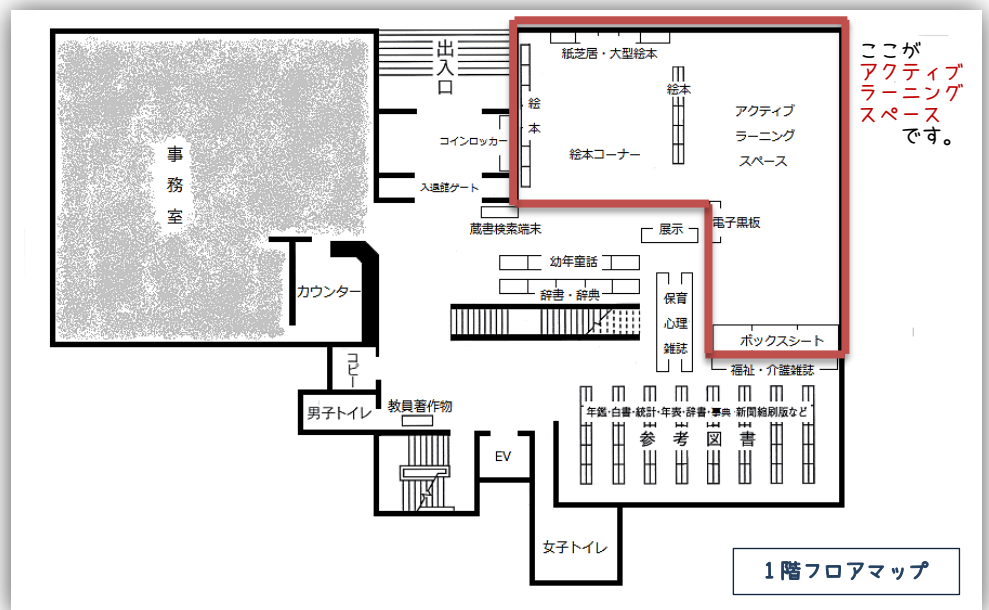 出入口
紙芝居・大型絵本
絵本
絵本
アクティブ
ラーニング
スペース
ここが
アクティブ
ラーニング
スペース
です。
コインロッカー
絵本コーナー
事務室
入退館ゲート
蔵書検索端末
展示
電子黒板
幼年童話
カウンター
辞書・辞典
保育
心理
雑誌
ボックスシート
コピー
福祉・介護雑誌
男子トイレ
教員著作物
年鑑・白書・統計・年表・辞書・事典・新聞縮刷版など
参考図書
EV
女子トイレ
1階フロアマップ